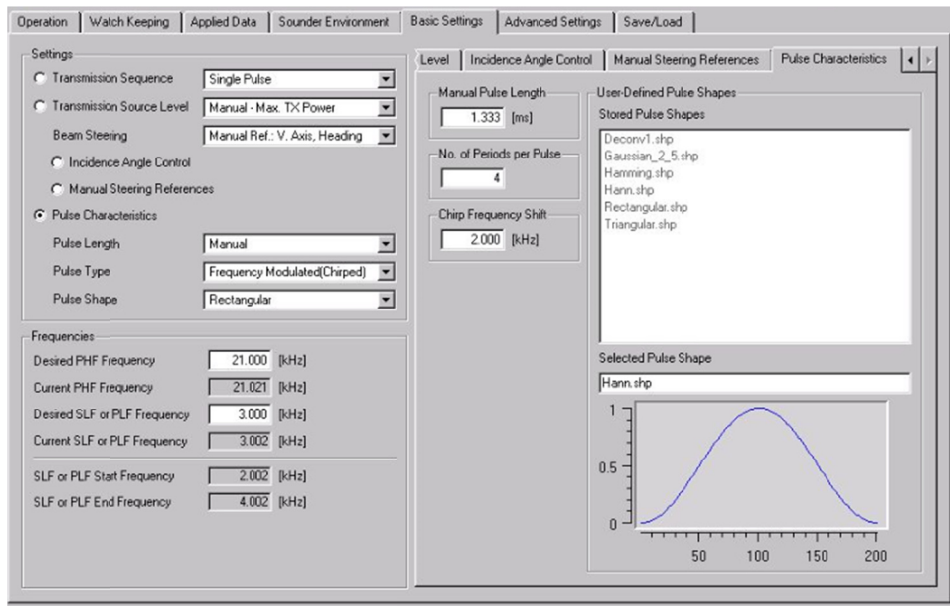 Operation Watch Keeping Applied Data Sounder Environment Basic Settings Advanced Settings Save/Load
Settings
Transmission Sequence Single Pulse
Transmission Source Level Manual - Max. TX Power
Beam Steering Manual Ref.: V. Axis, Heading
Incidence Angle Control
Manual Steering References
Pulse Characteristics
Pulse Length Manual
Pulse Type Frequency Modulated(Chirped)
Pulse Shape Rectangular
Frequencies
Desired PHF Frequency 21.000 [kHz]
Current PHF Frequency 21.021 [kHz]
Desired SLF or PLF Frequency 3.000 [kHz]
Current SLF or PLF Frequency 3.002 [kHz]
SLF or PLF Start Frequency 2.002 [kHz]
SLF or PLF End Frequency 4.002 [kHz]
Level Incidence Angle Control Manual Steering References Pulse Characteristics
Manual Pulse Length
1.333 [ms]
No. of Periods per Pulse
4
Chirp Frequency Shift
2.000 [kHz]
User-Defined Pulse Shapes
Stored Pulse Shapes
Deconv1.shp
Gaussian_2_5.shp
Hamming.shp
Hann.shp
Rectangular.shp
Triangular.shp
Selected Pulse Shape
Hann.shp
1
0.5
0
50 100 150 200